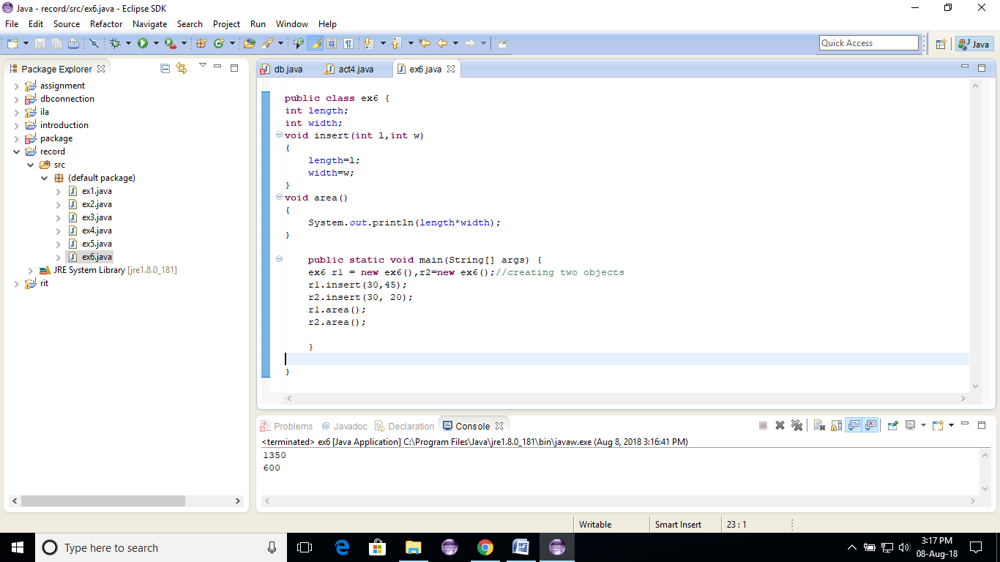 Java - record/src/ex6.java - Eclipse SDK
File Edit Source Refactor Navigate Search Project Run Window Help
Quick Access
Java
Package Explorer
db.java act4.java ex6.java
assignment
dbconnection
ila
introduction
package
record
src
(default package)
ex1.java
ex2.java
ex3.java
ex4.java
ex5.java
ex6.java
JRE System Library [jre1.8.0_181]
rit
public class ex6 {
int length;
int width;
void insert(int l,int w)
{
length=l;
width=w;
}
void area()
{
System.out.println(length*width);
}
public static void main(String[] args) {
ex6 r1 = new ex6(),r2=new ex6();//creating two objects
r1.insert(30,45);
r2.insert(30, 20);
r1.area();
r2.area();
}
}
Problems @ Javadoc Declaration Console
<terminated> ex6 [Java Application] C:\Program Files\Java\jre1.8.0_181\bin\javaw.exe (Aug 8, 2018 3:16:41 PM)
1350
600
Writable Smart Insert 23 : 1
Type here to search
3:17 PM
08-Aug-18